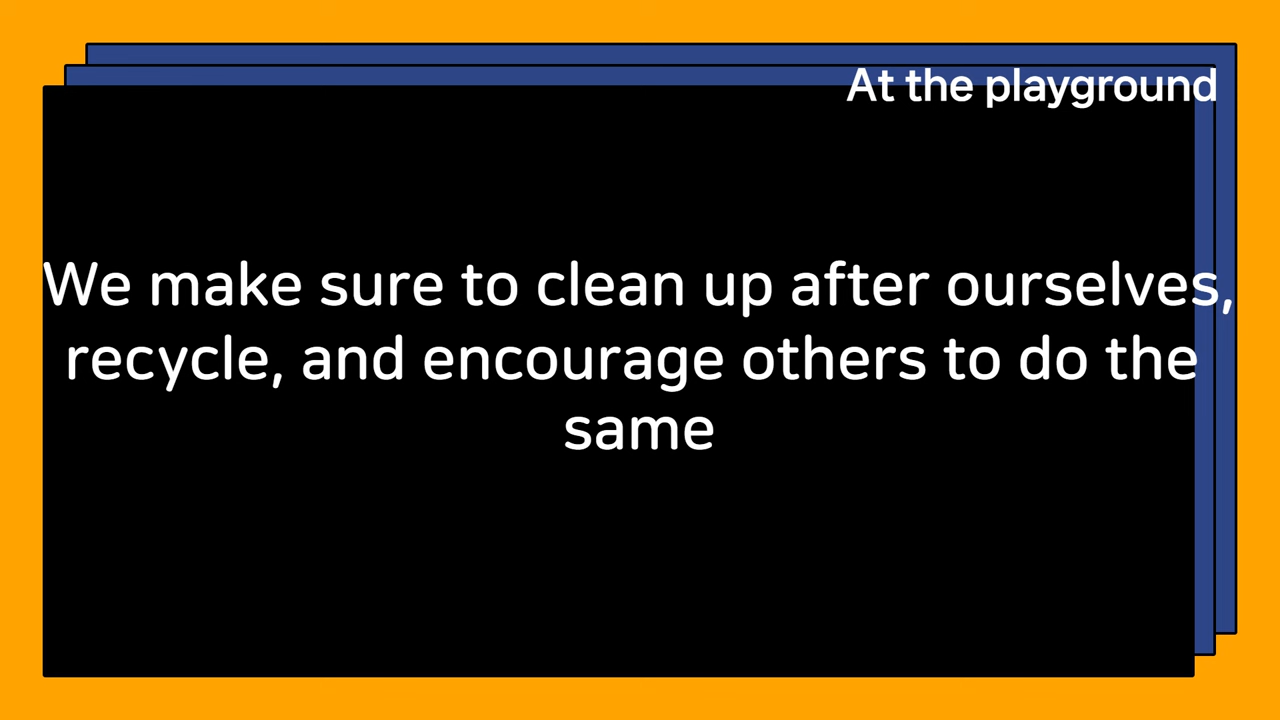 At the playground
We make sure to clean up after ourselves,
recycle, and encourage others to do the
same